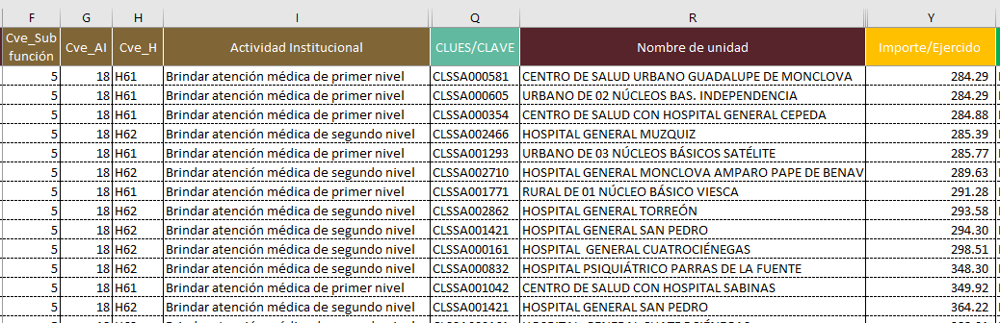 F G H I Q R Y
Cve_Sub función Cve_AI Cve_H Actividad Institucional CLUES/CLAVE Nombre de unidad Importe/Ejercido
5 18 H61 Brindar atención médica de primer nivel CLSSA000581 CENTRO DE SALUD URBANO GUADALUPE DE MONCLOVA 284.29
5 18 H61 Brindar atención médica de primer nivel CLSSA000605 URBANO DE 02 NÚCLEOS BAS. INDEPENDENCIA 284.29
5 18 H61 Brindar atención médica de primer nivel CLSSA000354 CENTRO DE SALUD CON HOSPITAL GENERAL CEPEDA 284.88
5 18 H62 Brindar atención médica de segundo nivel CLSSA002466 HOSPITAL GENERAL MUZQUIZ 285.39
5 18 H61 Brindar atención médica de primer nivel CLSSA001293 URBANO DE 03 NÚCLEOS BÁSICOS SATÉLITE 285.77
5 18 H62 Brindar atención médica de segundo nivel CLSSA002710 HOSPITAL GENERAL MONCLOVA AMPARO PAPE DE BENAV 289.63
5 18 H61 Brindar atención médica de primer nivel CLSSA001771 RURAL DE 01 NÚCLEO BÁSICO VIESCA 291.28
5 18 H62 Brindar atención médica de segundo nivel CLSSA002862 HOSPITAL GENERAL TORREÓN 293.58
5 18 H62 Brindar atención médica de segundo nivel CLSSA001421 HOSPITAL GENERAL SAN PEDRO 294.30
5 18 H62 Brindar atención médica de segundo nivel CLSSA000161 HOSPITAL GENERAL CUATROCIÉNEGAS 298.51
5 18 H62 Brindar atención médica de segundo nivel CLSSA000832 HOSPITAL PSIQUIÁTRICO PARRAS DE LA FUENTE 348.30
5 18 H61 Brindar atención médica de primer nivel CLSSA001042 CENTRO DE SALUD CON HOSPITAL SABINAS 349.92
5 18 H62 Brindar atención médica de segundo nivel CLSSA001421 HOSPITAL GENERAL SAN PEDRO 364.22